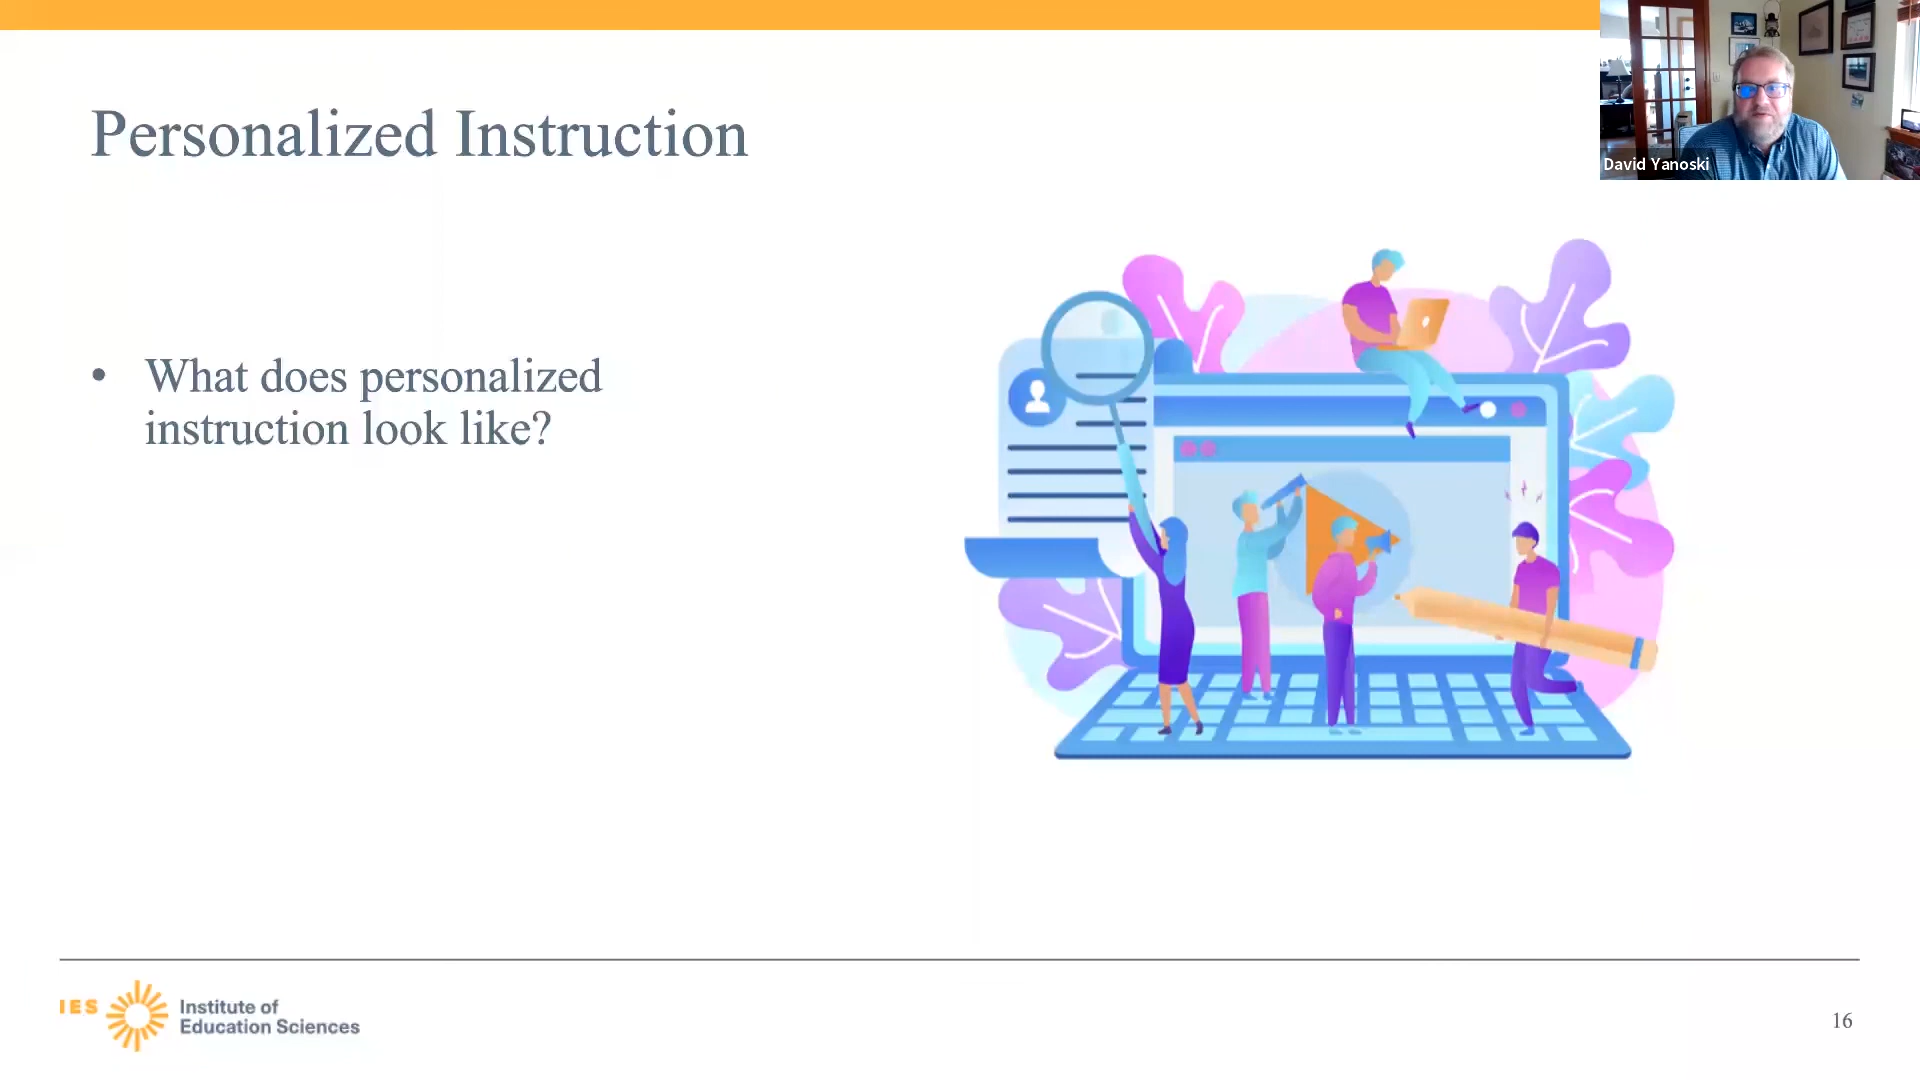 Personalized Instruction
David Yanoski
• What does personalized
instruction look like?
IES
Institute of
Education Sciences
16